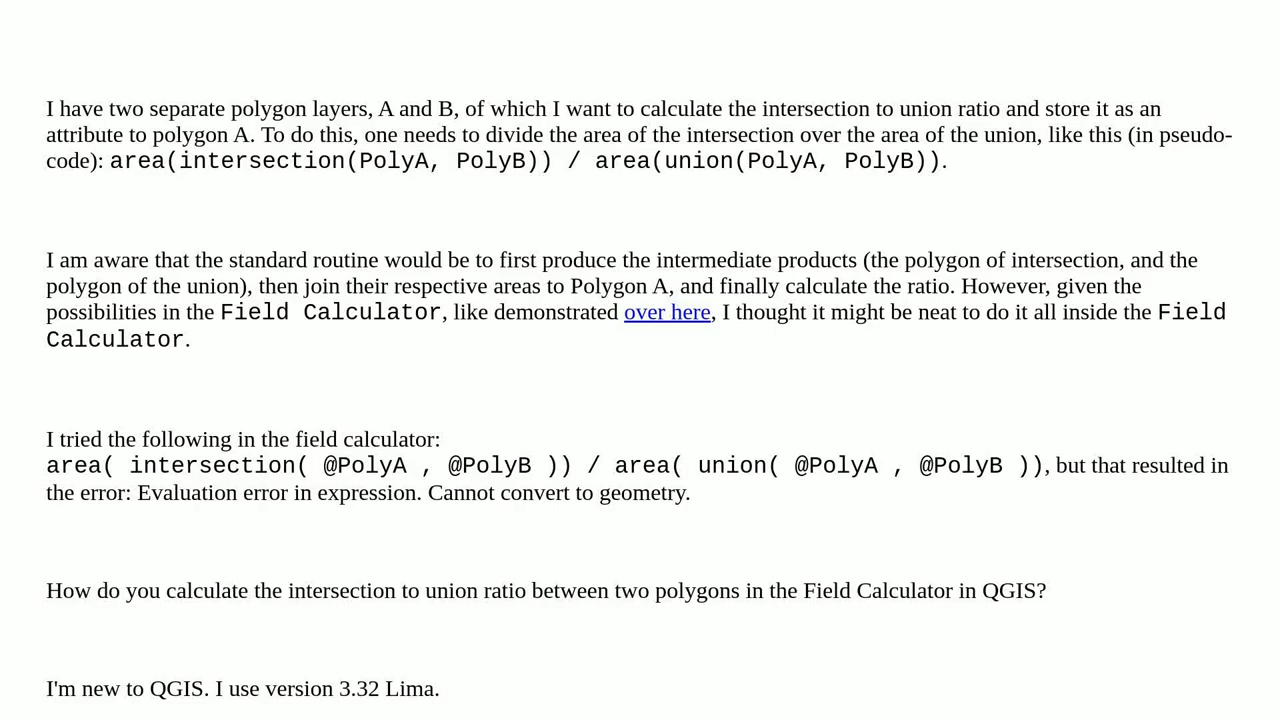 I have two separate polygon layers, A and B, of which I want to calculate the intersection to union ratio and store it as an
attribute to polygon A. To do this, one needs to divide the area of the intersection over the area of the union, like this (in pseudo-
code): area(intersection(PolyA, PolyB)) / area(union(PolyA, PolyB)).
I am aware that the standard routine would be to first produce the intermediate products (the polygon of intersection, and the
polygon of the union), then join their respective areas to Polygon A, and finally calculate the ratio. However, given the
possibilities in the Field Calculator, like demonstrated over here, I thought it might be neat to do it all inside the Field
Calculator.
I tried the following in the field calculator:
area( intersection( @PolyA , @PolyB )) / area( union( @PolyA , @PolyB )), but that resulted in
the error: Evaluation error in expression. Cannot convert to geometry.
How do you calculate the intersection to union ratio between two polygons in the Field Calculator in QGIS?
I'm new to QGIS. I use version 3.32 Lima.